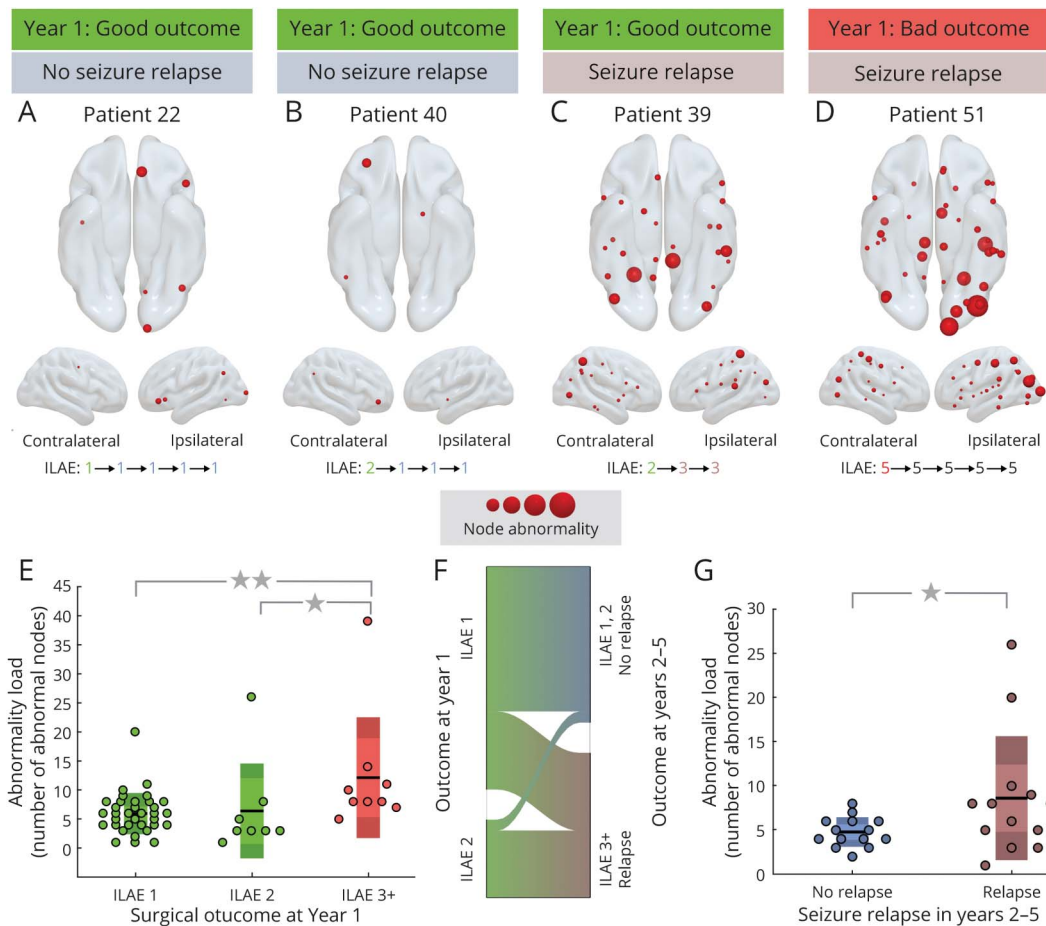 Year 1: Good outcome
No seizure relapse
Year 1: Good outcome
No seizure relapse
Year 1: Good outcome
Seizure relapse
Year 1: Bad outcome
Seizure relapse
A
Patient 22
B
Patient 40
C
Patient 39
D
Patient 51
Contralateral Ipsilateral
Contralateral Ipsilateral
Contralateral Ipsilateral
Contralateral Ipsilateral
ILAE: 1→1→1→1→1
ILAE: 2→1→1→1
ILAE: 2→3→3
ILAE: 5→5→5→5→5
Node abnormality
E
Abnormality load
(number of abnormal nodes)
45
40
35
30
25
20
15
10
5
0
ILAE 1
ILAE 2
ILAE 3+
Surgical otucome at Year 1
F
Outcome at year 1
ILAE 1
ILAE 2
ILAE 1, 2
No relapse
ILAE 3+
Relapse
Outcome at years 2–5
G
Abnormality load
(number of abnormal nodes)
30
25
20
15
10
5
0
No relapse
Relapse
Seizure relapse in years 2–5